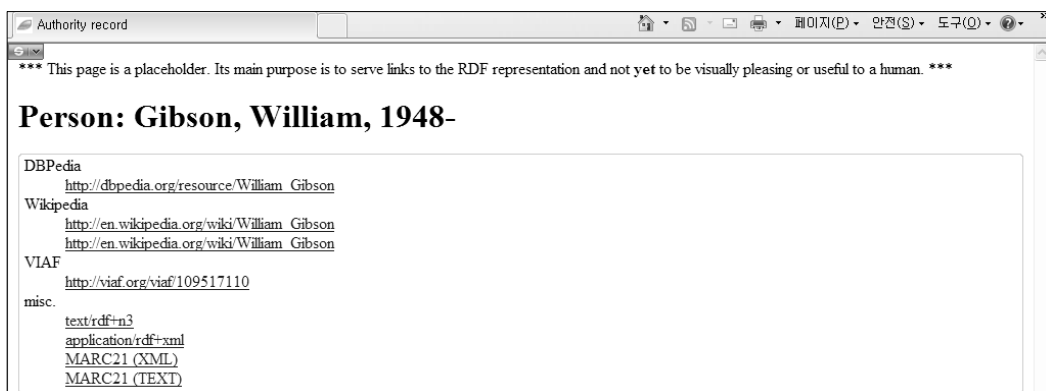 Authority record
페이지(P) 안전(S) 도구(O)
*** This page is a placeholder. Its main purpose is to serve links to the RDF representation and not yet to be visually pleasing or useful to a human. ***
Person: Gibson, William, 1948-
DBPedia
http://dbpedia.org/resource/William_Gibson
Wikipedia
http://en.wikipedia.org/wiki/William_Gibson
http://en.wikipedia.org/wiki/William_Gibson
VIAF
http://viaf.org/viaf/109517110
misc.
text/rdf+n3
application/rdf+xml
MARC21 (XML)
MARC21 (TEXT)